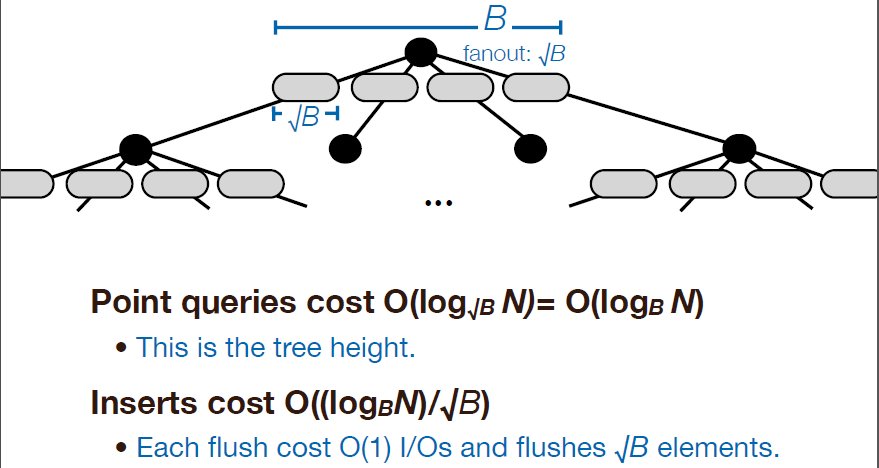 B
fanout: √B
√B
...
Point queries cost O(log√B N)= O(logB N)
• This is the tree height.
Inserts cost O((logBN)/√B)
• Each flush cost O(1) I/Os and flushes √B elements.